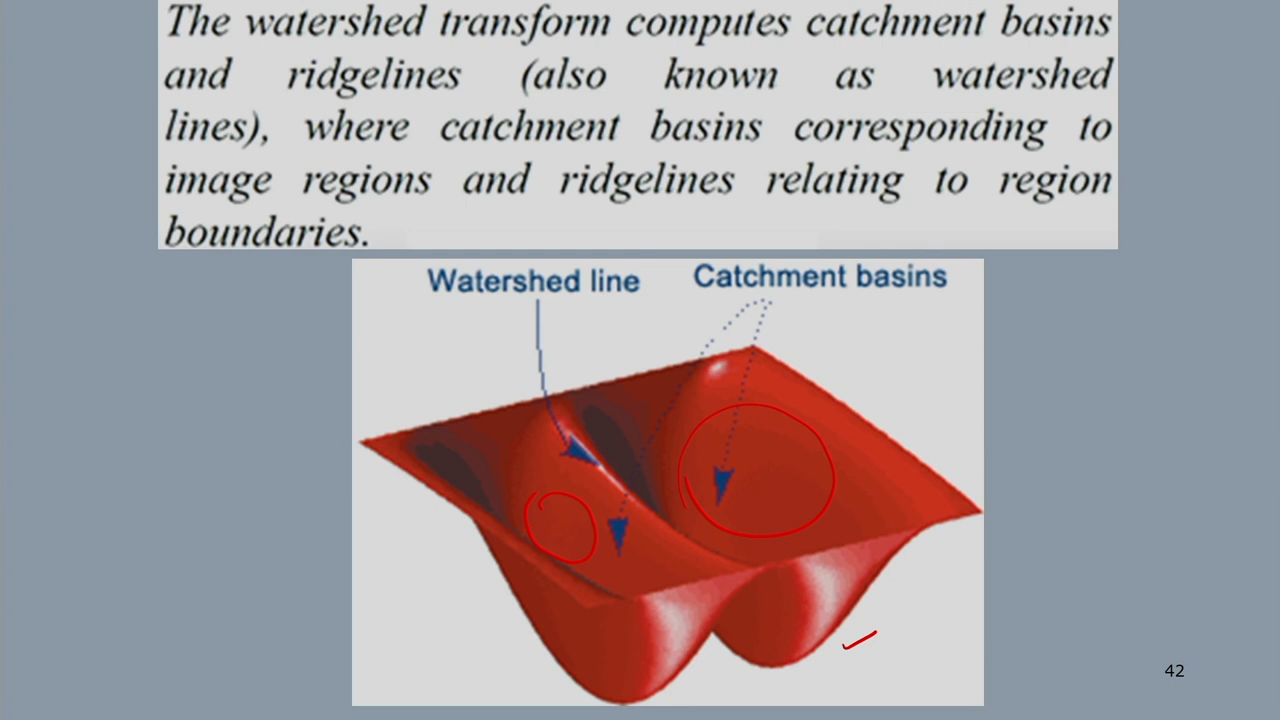 The watershed transform computes catchment basins
and ridgelines (also known as watershed
lines), where catchment basins corresponding to
image regions and ridgelines relating to region
boundaries.
Watershed line
Catchment basins
42